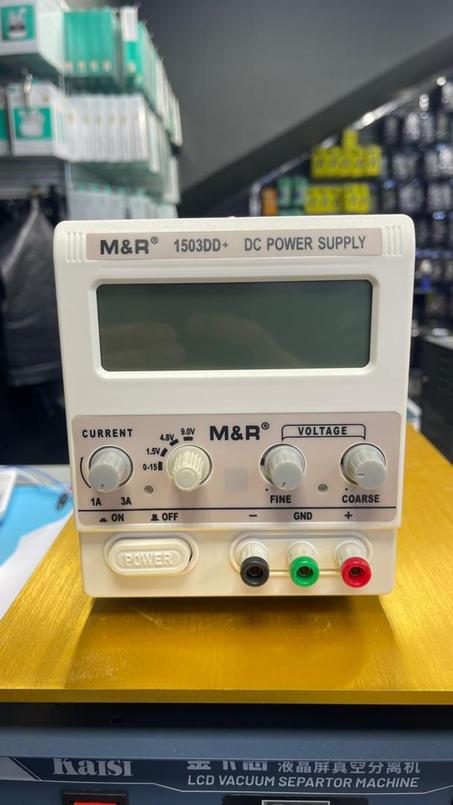 M&R® 1503DD+ DC POWER SUPPLY
CURRENT
0-15
1.5V
4.8V
9.0V
M&R®
VOLTAGE
1A 3A
FINE
COARSE
ON
OFF
− GND +
POWER
Kaisi
液晶屏真空分离机
LCD VACUUM SEPARTOR MACHINE